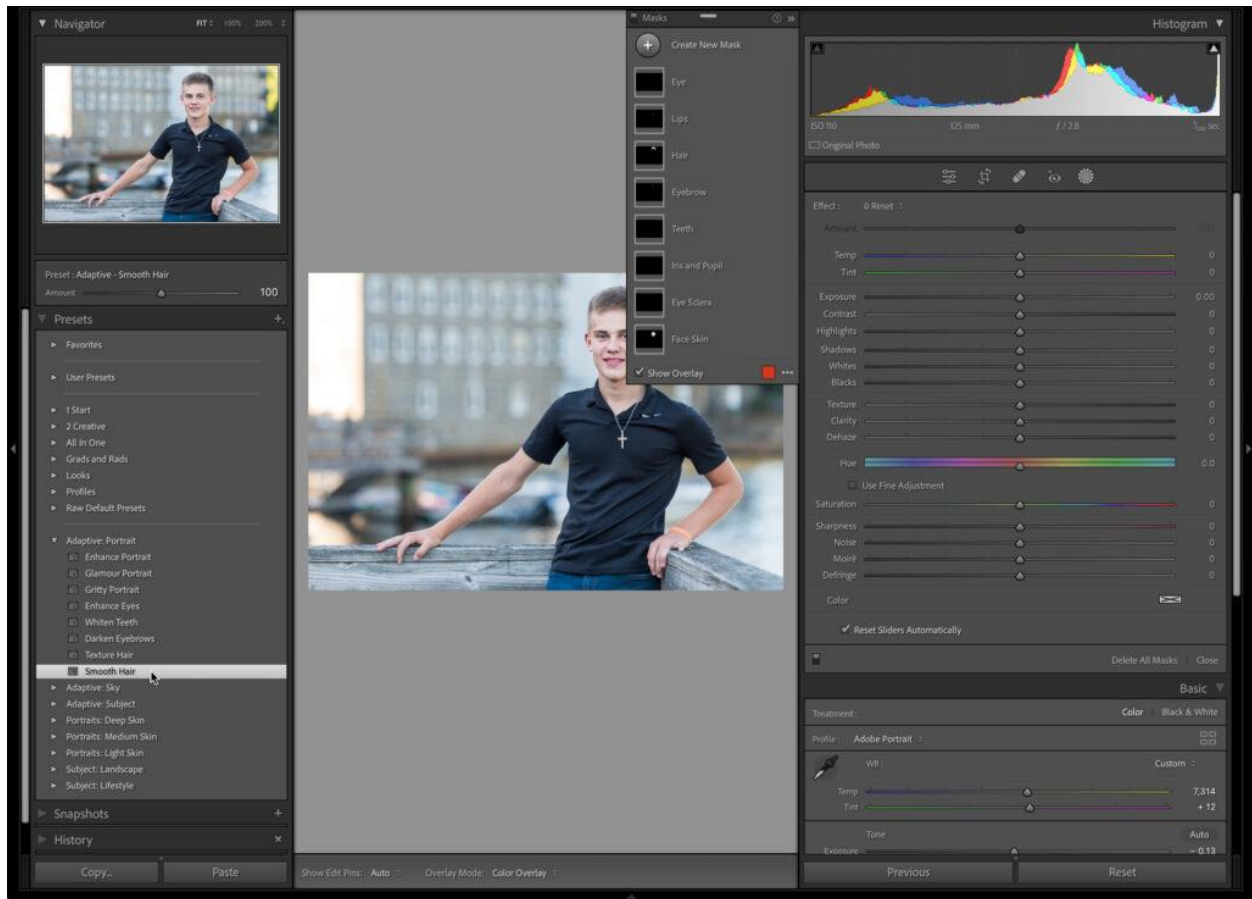 Navigator
FIT
100%
200%
Preset : Adaptive - Smooth Hair
Amount
100
Presets
Favorites
User Presets
1 Start
2 Creative
All In One
Grads and Rads
Looks
Profiles
Raw Default Presets
Adaptive: Portrait
Enhance Portrait
Glamour Portrait
Gritty Portrait
Enhance Eyes
Whiten Teeth
Darken Eyebrows
Texture Hair
Smooth Hair
Adaptive: Sky
Adaptive: Subject
Portraits: Deep Skin
Portraits: Medium Skin
Portraits: Light Skin
Subject: Landscape
Subject: Lifestyle
Snapshots
History
Copy...
Paste
Masks
Create New Mask
Eye
Lips
Hair
Eyebrow
Teeth
Iris and Pupil
Eye Sclera
Face Skin
Show Overlay
Show Edit Pins: Auto
Overlay Mode: Color Overlay
Histogram
ISO 110
125 mm
ƒ / 2.8
sec
Original Photo
Effect :
0 Reset
Amount
100
Temp 0
Tint 0
Exposure 0.00
Contrast 0
Highlights 0
Shadows 0
Whites 0
Blacks 0
Texture 0
Clarity 0
Dehaze 0
Hue 0.0
Use Fine Adjustment
Saturation 0
Sharpness 0
Noise 0
Moiré 0
Defringe 0
Color
Reset Sliders Automatically
Delete All Masks
Close
Basic
Treatment :
Color
Black & White
Profile : Adobe Portrait
WB :
Custom
Temp 7,314
Tint + 12
Tone
Auto
Exposure – 0.13
Previous
Reset